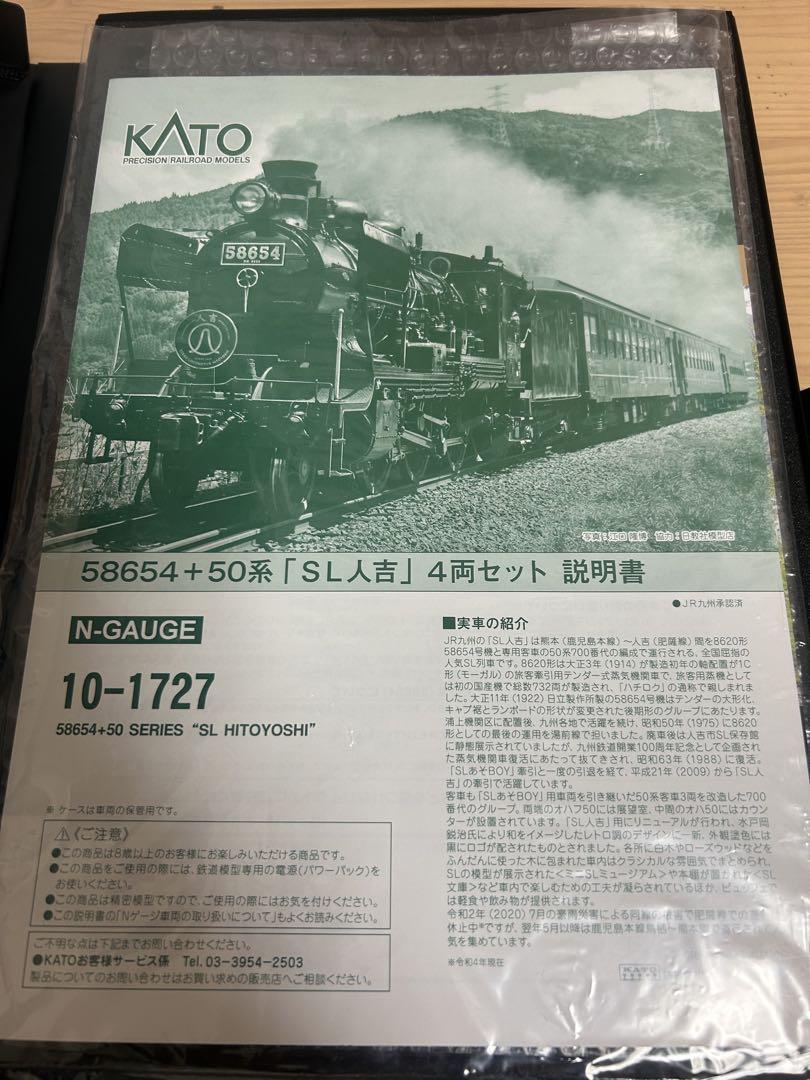 KATO
PRECISION RAILROAD MODELS
58654
写真：江口 隆博 協力：日教社模型店
58654+50系「SL人吉」4両セット 説明書
●JR九州承認済
N-GAUGE
10-1727
58654+50 SERIES “SL HITOYOSHI”
※ ケースは車両の保管用です。
⚠《ご注意》
●この商品は8歳以上のお客様にお楽しみいただける商品です。
●この商品をご使用の際には、鉄道模型専用の電源(パワーパック)を
お使いください。
●この商品は精密模型ですので、ご使用の際にはお気を付けください。
●この説明書の「Nゲージ車両の取り扱いについて」もよくお読みください。
ご不明な点は下記までお問い合わせください。
●KATOお客様サービス係 Tel.03-3954-2503
製品についてのお問い合わせはお買い求めの販売店へご相談ください。
■実車の紹介
JR九州の「SL人吉」は熊本(鹿児島本線)～人吉(肥薩線)間を8620形
58654号機と専用客車の50系700番代の編成で運行される、全国屈指の
人気SL列車です。8620形は大正3年(1914)が製造初年の軸配置が1C
形(モーガル)の旅客牽引用テンダー式蒸気機関車で、旅客用蒸機として
は初の国産機で総数732両が製造され、「ハチロク」の通称で親しまれまし
た。大正11年(1922)日立製作所製の58654号機はテンダーの大形化、
キャブ裾とランボードの形状が変更された後期形のグループにあたります。
浦上機関区に配置後、九州各地で活躍を続け、昭和50年(1975)に8620
形としての最後の運用を湯前線で担いました。廃車後は人吉市SL保存館
に静態展示されていましたが、九州鉄道開業100周年記念として企画され
た蒸気機関車復活にあたって抜てきされ、昭和63年(1988)に復活。
「SLあそBOY」牽引と一度の引退を経て、平成21年(2009)から「SL人
吉」の牽引で活躍しています。
客車も「SLあそBOY」用車両を引き継いだ50系客車3両を改造した700
番代のグループ。両端のオハフ50には展望室、中間のオハ50にはカウン
ターが設置されています。「SL人吉」用にリニューアルが行われ、水戸岡
鋭治氏により和をイメージしたレトロ調のデザインに一新、外観塗色には
黒にロゴが配されたものとされました。各所に白木やローズウッドなどを
ふんだんに使った木に包まれた車内はクラシカルな雰囲気でまとめられ、
SLの模型が展示された<ミニSLミュージアム>や本棚が置かれた<SL
文庫>など車内で楽しむための工夫が凝らされているほか、ビュッフェで
は軽食や飲み物が提供されます。
令和2年(2020)7月の豪雨災害による
休止中※ですが、翌年5月以降は鹿児島本線鳥栖～熊本
気を集めています。
※令和4年現在
KATO